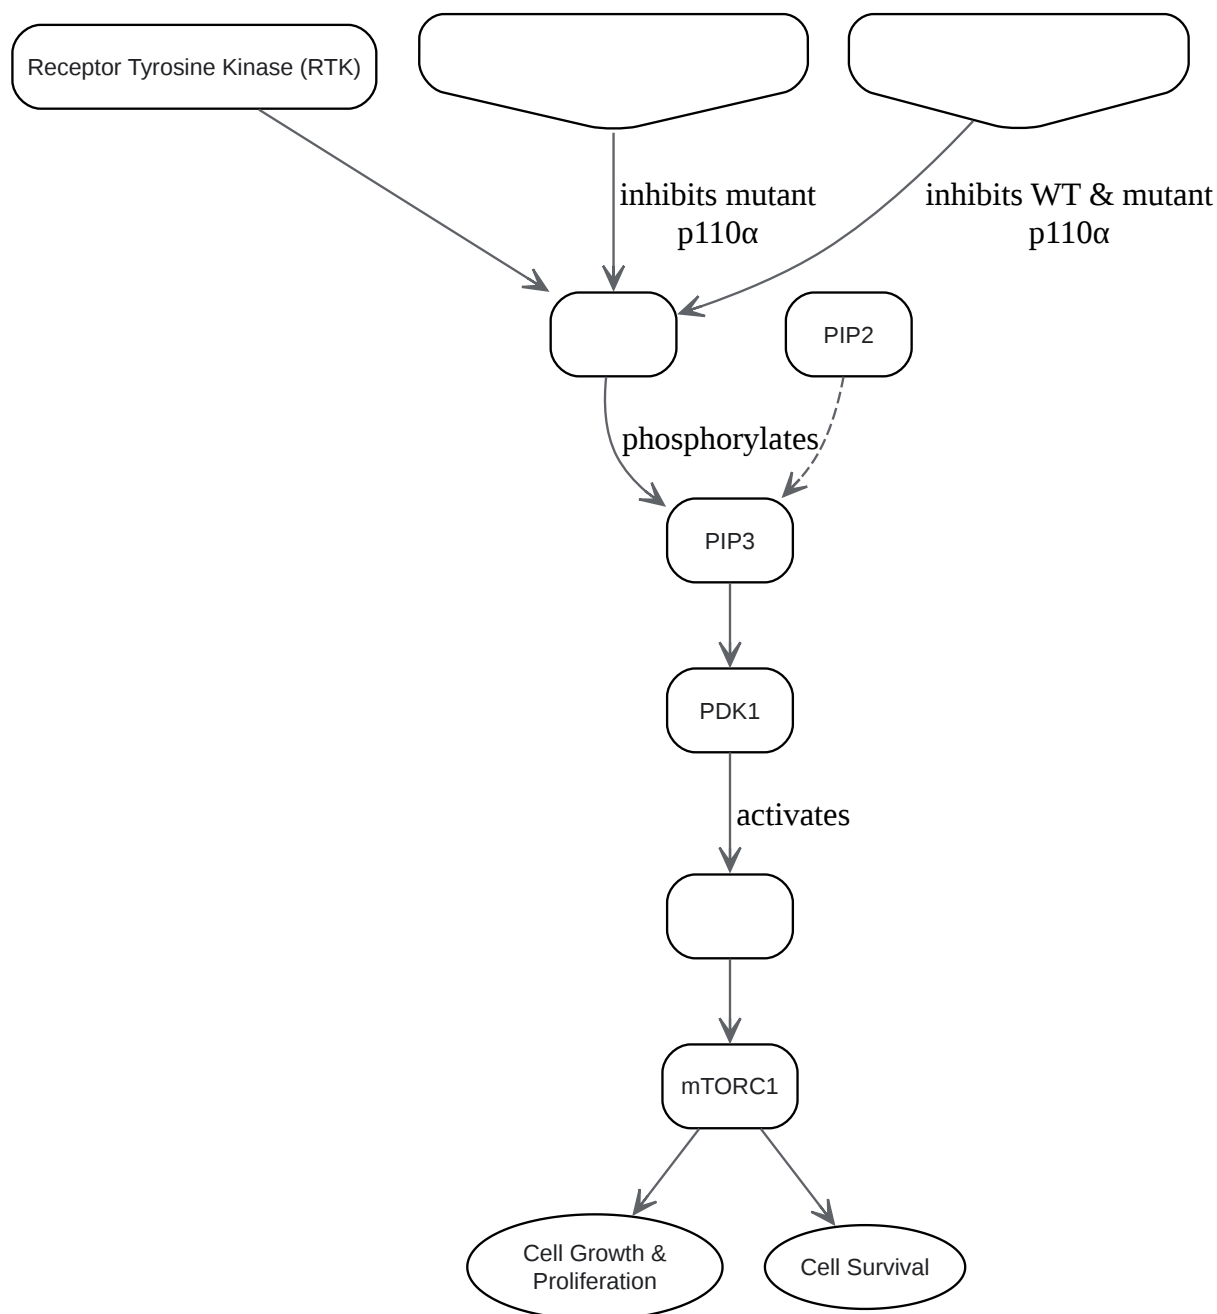 Receptor Tyrosine Kinase (RTK)
inhibits mutant
p110α
inhibits WT & mutant
p110α
PIP2
phosphorylates
PIP3
PDK1
activates
mTORC1
Cell Growth &
Proliferation
Cell Survival